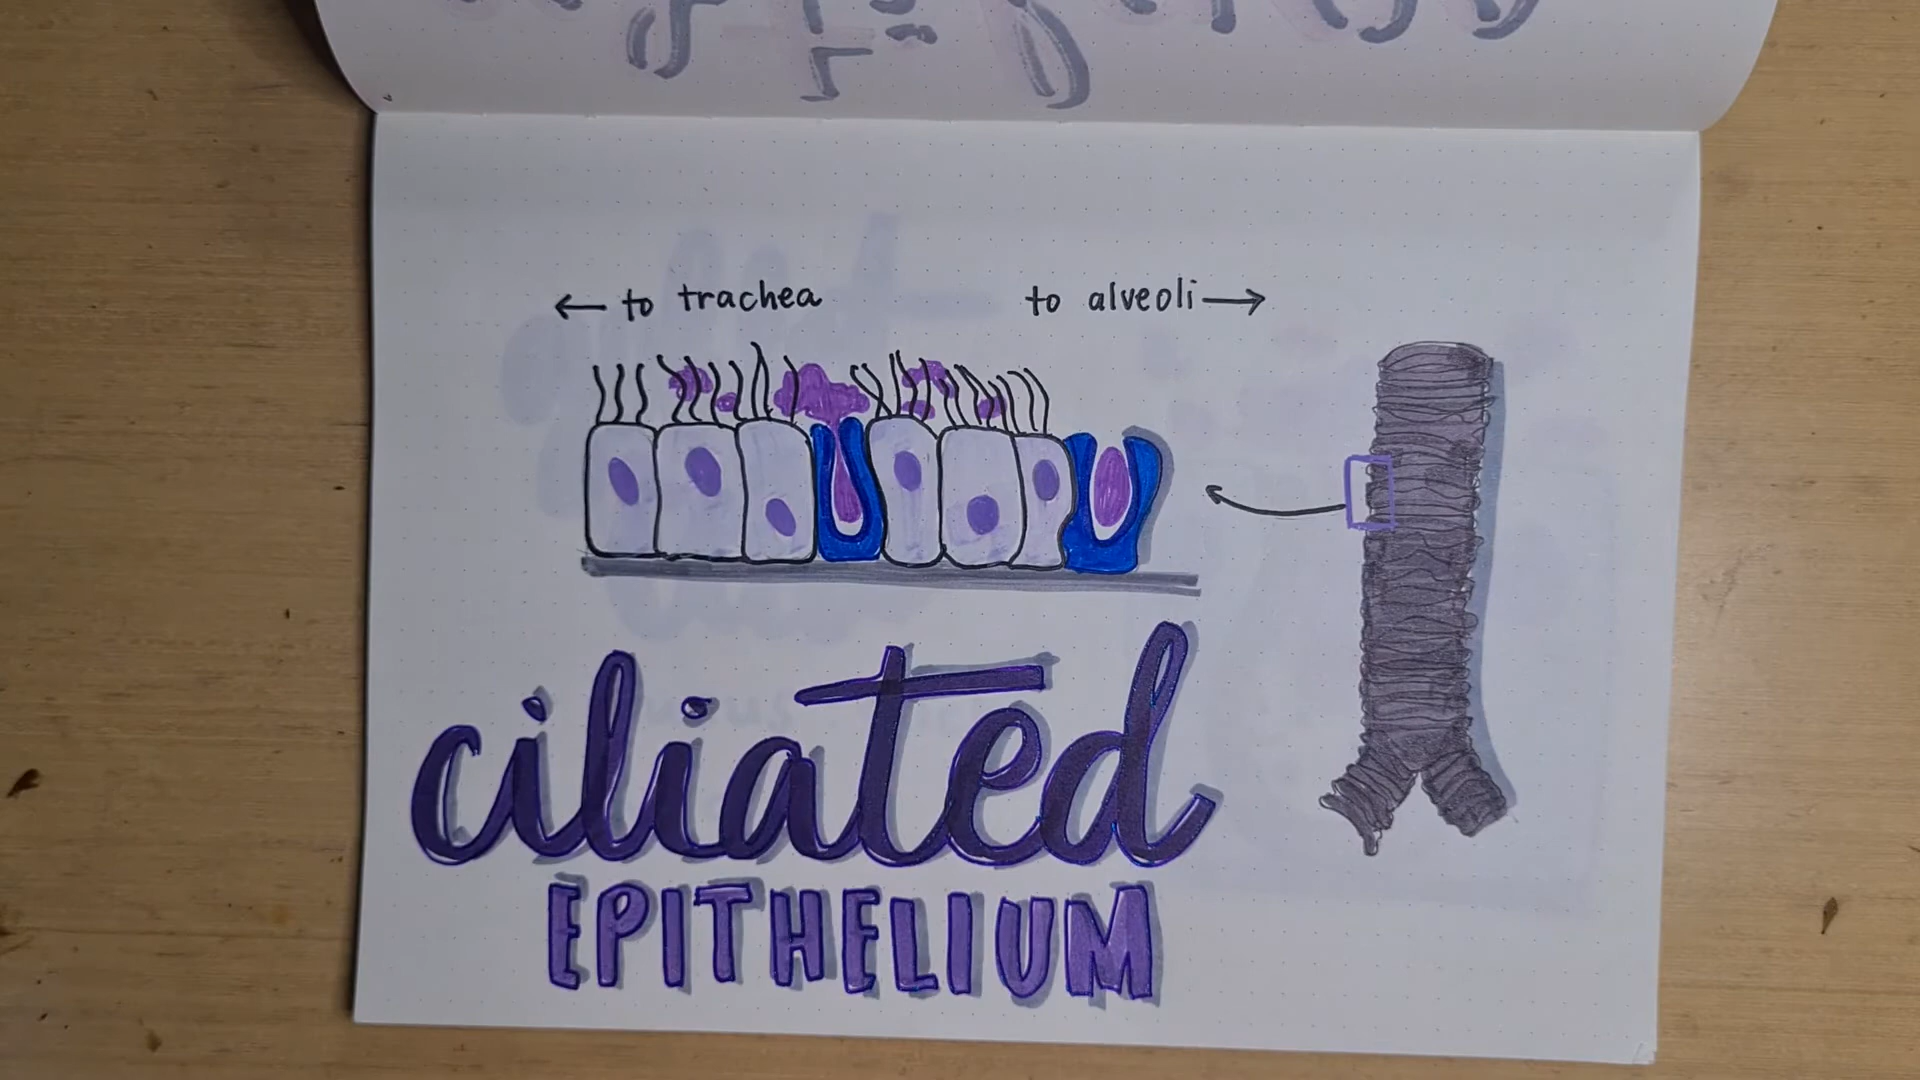 ← to trachea
to alveoli →
ciliated
EPITHELIUM